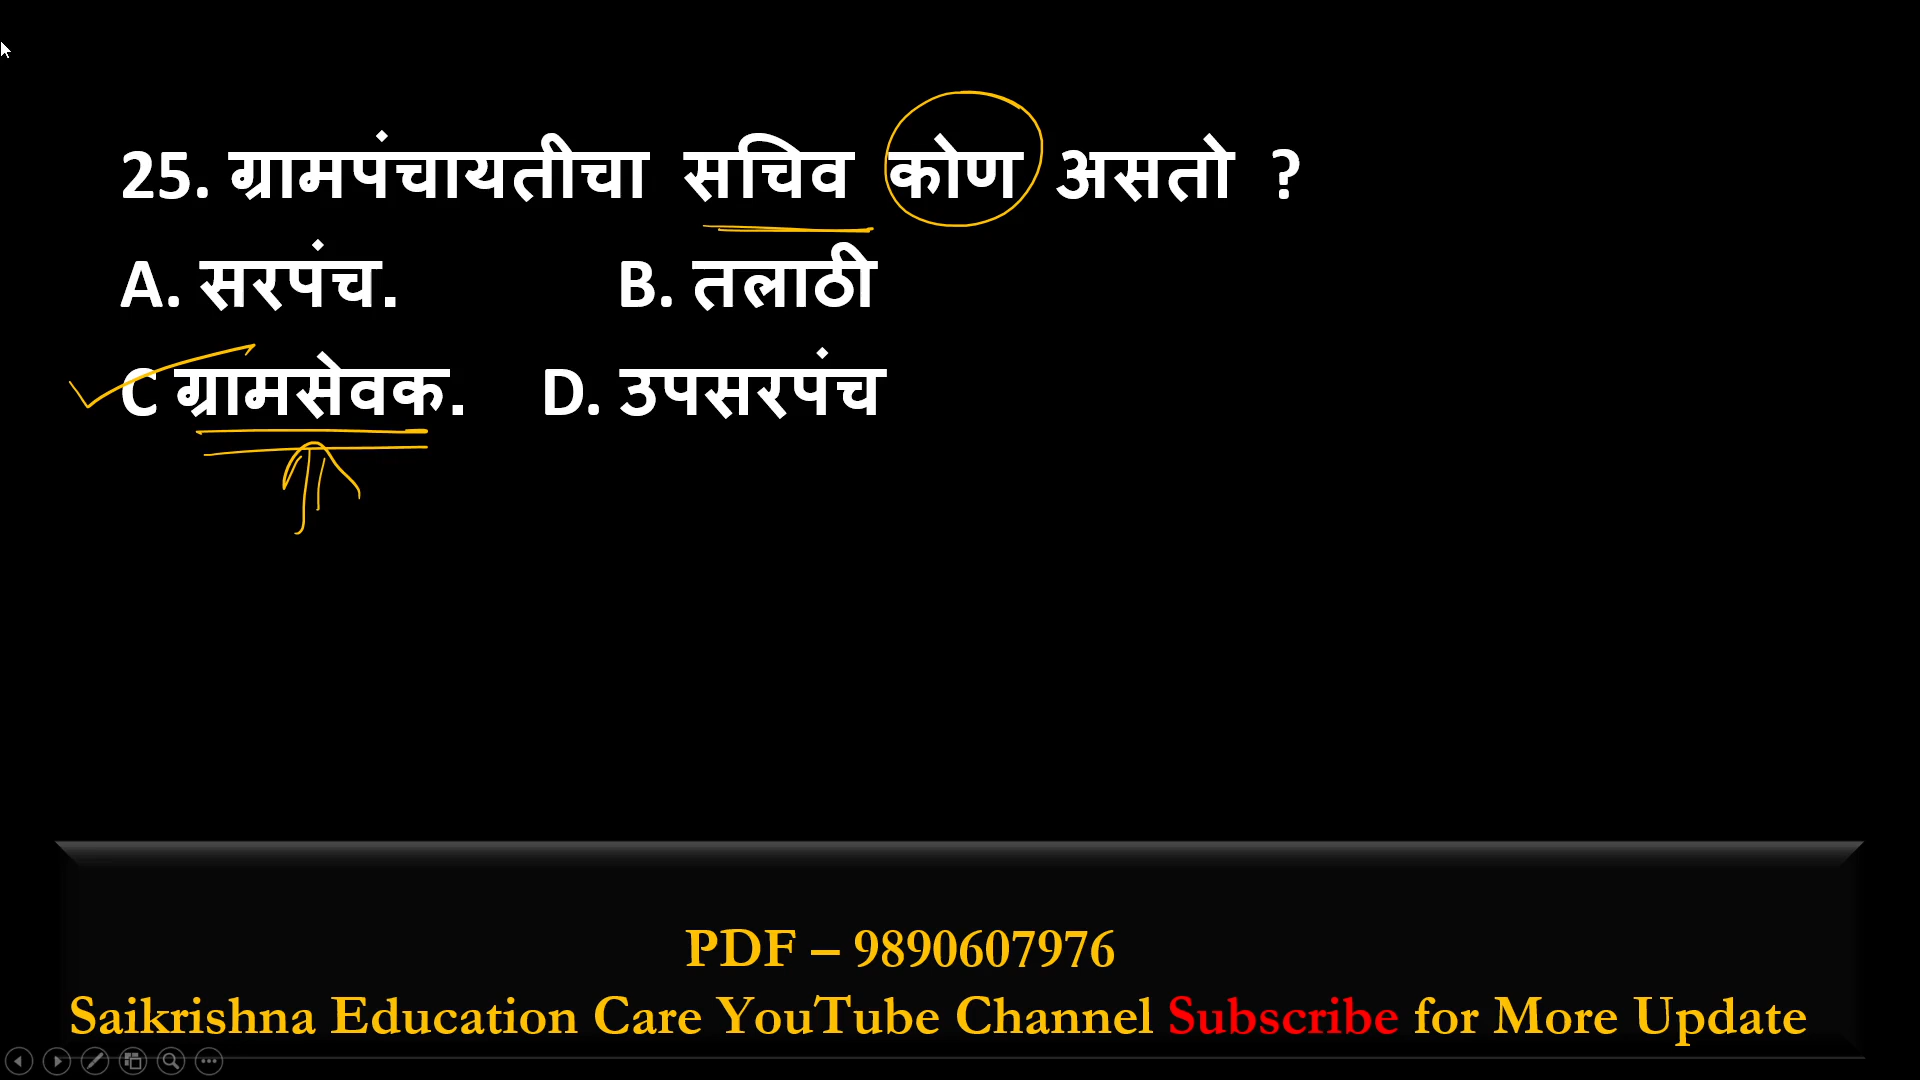 25. ग्रामपंचायतीचा सचिव कोण असतो ?
A. सरपंच. B. तलाठी
C ग्रामसेवक. D. उपसरपंच
PDF – 9890607976
Saikrishna Education Care YouTube Channel Subscribe for More Update